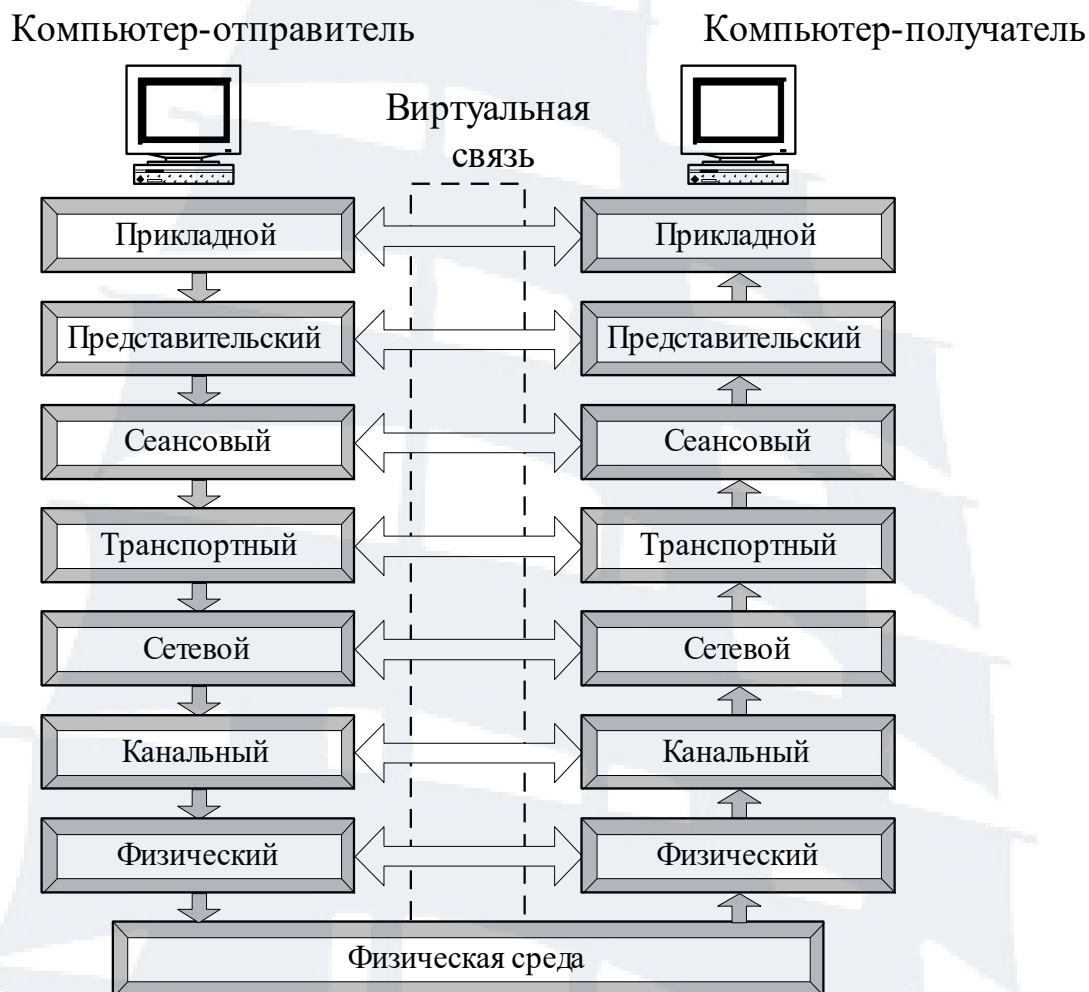 Компьютер-отправитель
Компьютер-получатель
Виртуальная
связь
Прикладной
Прикладной
Представительский
Представительский
Сеансовый
Сеансовый
Транспортный
Транспортный
Сетевой
Сетевой
Канальный
Канальный
Физический
Физический
Физическая среда